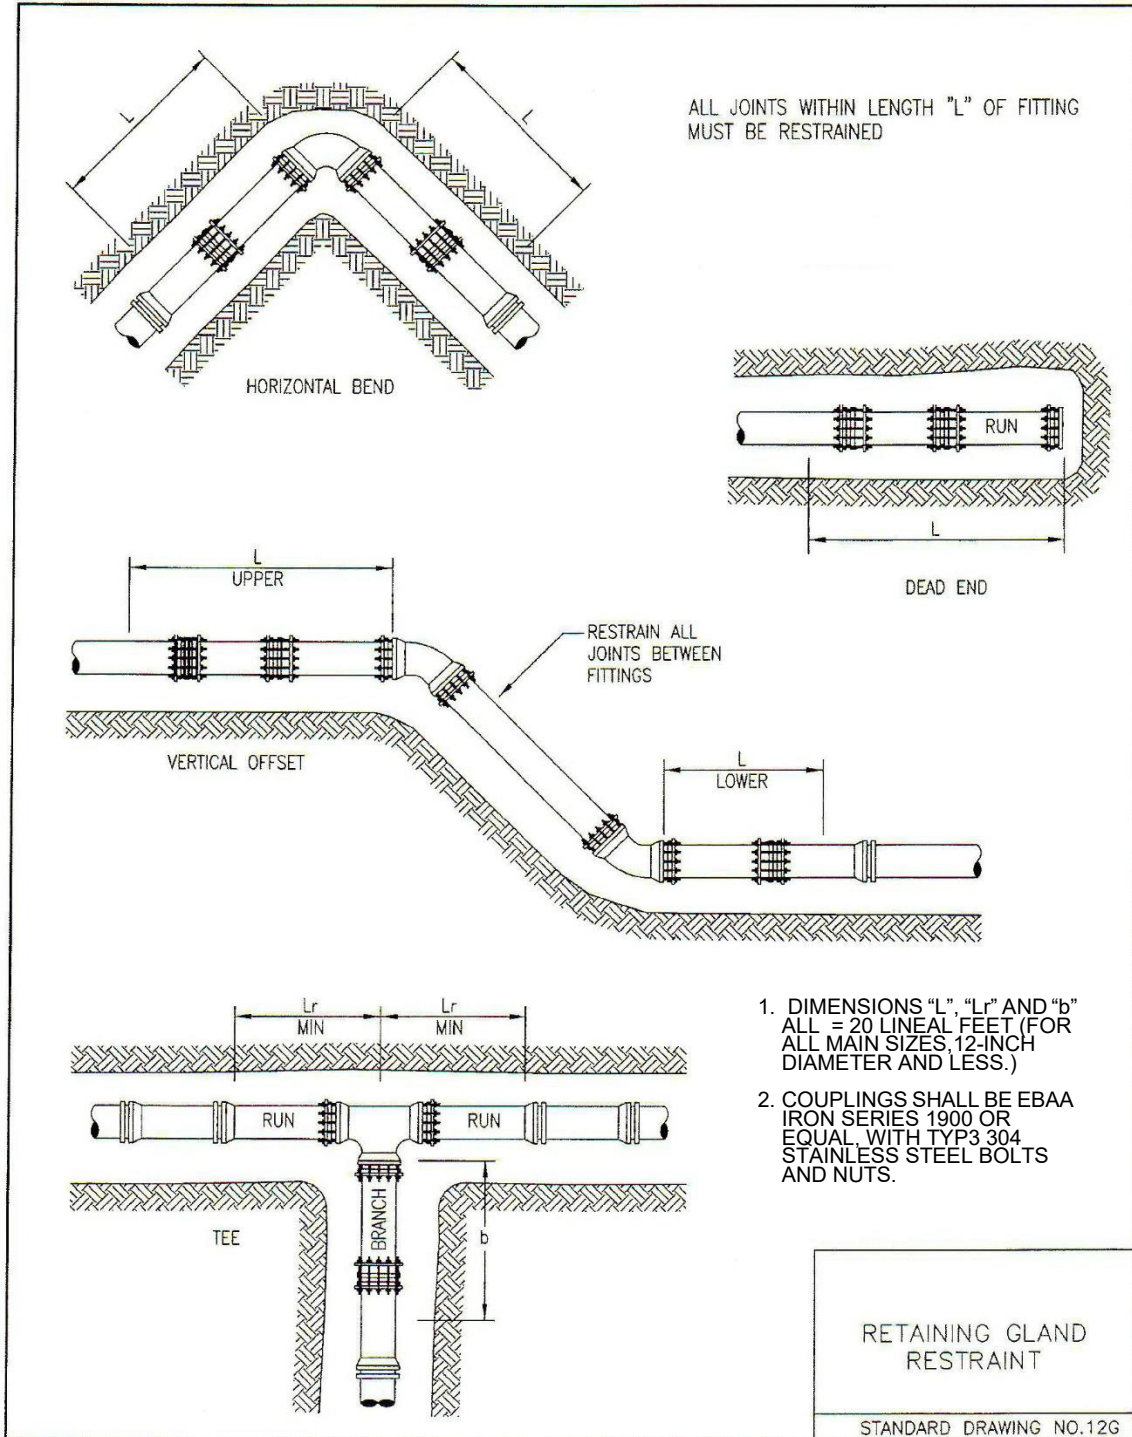 L
L
ALL JOINTS WITHIN LENGTH "L" OF FITTING
MUST BE RESTRAINED
HORIZONTAL BEND
RUN
L
DEAD END
L
UPPER
RESTRAIN ALL
JOINTS BETWEEN
FITTINGS
VERTICAL OFFSET
L
LOWER
Lr
MIN
Lr
MIN
RUN
RUN
BRANCH
b
TEE
1. DIMENSIONS “L”, “Lr” AND “b”
ALL = 20 LINEAL FEET (FOR
ALL MAIN SIZES,12-INCH
DIAMETER AND LESS.)
2. COUPLINGS SHALL BE EBAA
IRON SERIES 1900 OR
EQUAL, WITH TYP3 304
STAINLESS STEEL BOLTS
AND NUTS.
RETAINING GLAND
RESTRAINT
STANDARD DRAWING NO.12G